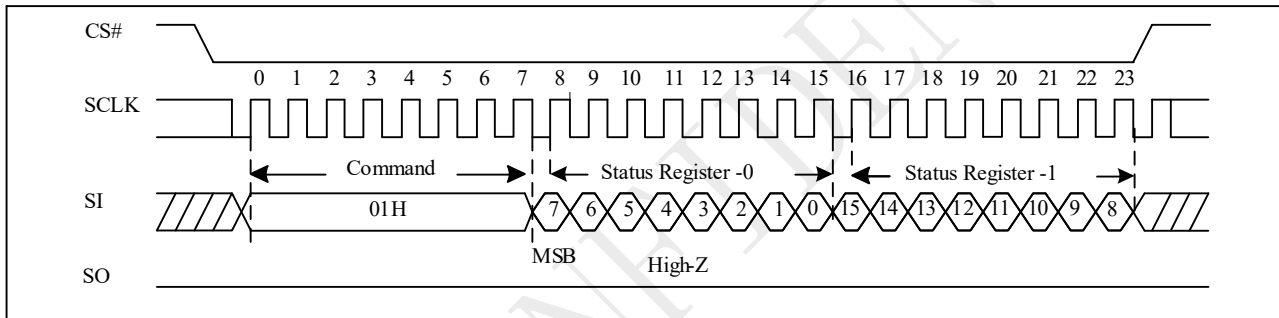 CS#
0 1 2 3 4 5 6 7 8 9 10 11 12 13 14 15 16 17 18 19 20 21 22 23
SCLK
Command Status Register -0 Status Register -1
SI 01H 7 6 5 4 3 2 1 0 15 14 13 12 11 10 9 8
MSB High-Z
SO